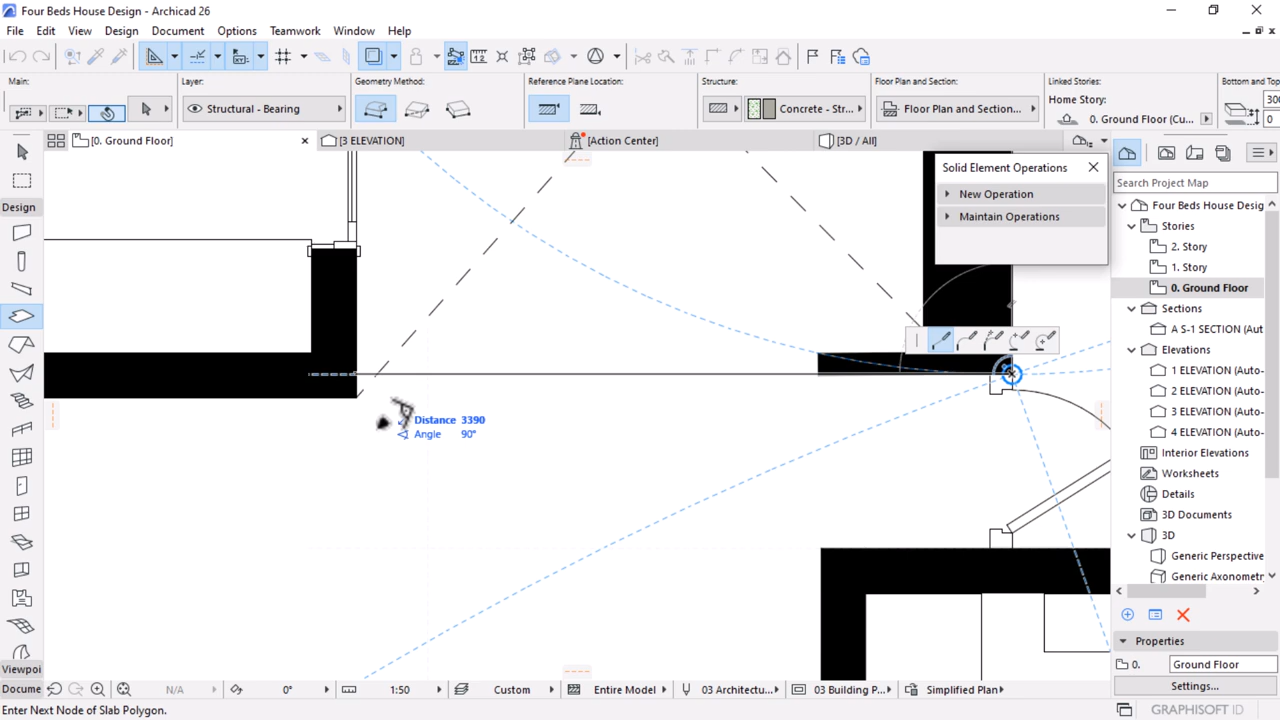 Four Beds House Design - Archicad 26
File Edit View Design Document Options Teamwork Window Help
Main: Layer: Geometry Method: Reference Plane Location: Structure: Floor Plan and Section: Linked Stories: Bottom and Top
Structural - Bearing
Concrete - Str...
Floor Plan and Section...
Home Story:
0. Ground Floor (Cu...
300
0
[0. Ground Floor] [3 ELEVATION] [Action Center] [3D / All]
Design
Viewpoi
Docume
Solid Element Operations
New Operation
Maintain Operations
Distance 3390
Angle 90°
Search Project Map
Four Beds House Desig
Stories
2. Story
1. Story
0. Ground Floor
Sections
A S-1 SECTION (Aut
Elevations
1 ELEVATION (Auto-
2 ELEVATION (Auto-
3 ELEVATION (Auto-
4 ELEVATION (Auto-
Interior Elevations
Worksheets
Details
3D Documents
3D
Generic Perspective
Generic Axonometr
Properties
0. Ground Floor
Settings...
N/A 0° 1:50 Custom Entire Model 03 Architectu... 03 Building P... Simplified Plan
Enter Next Node of Slab Polygon.
GRAPHISOFT ID